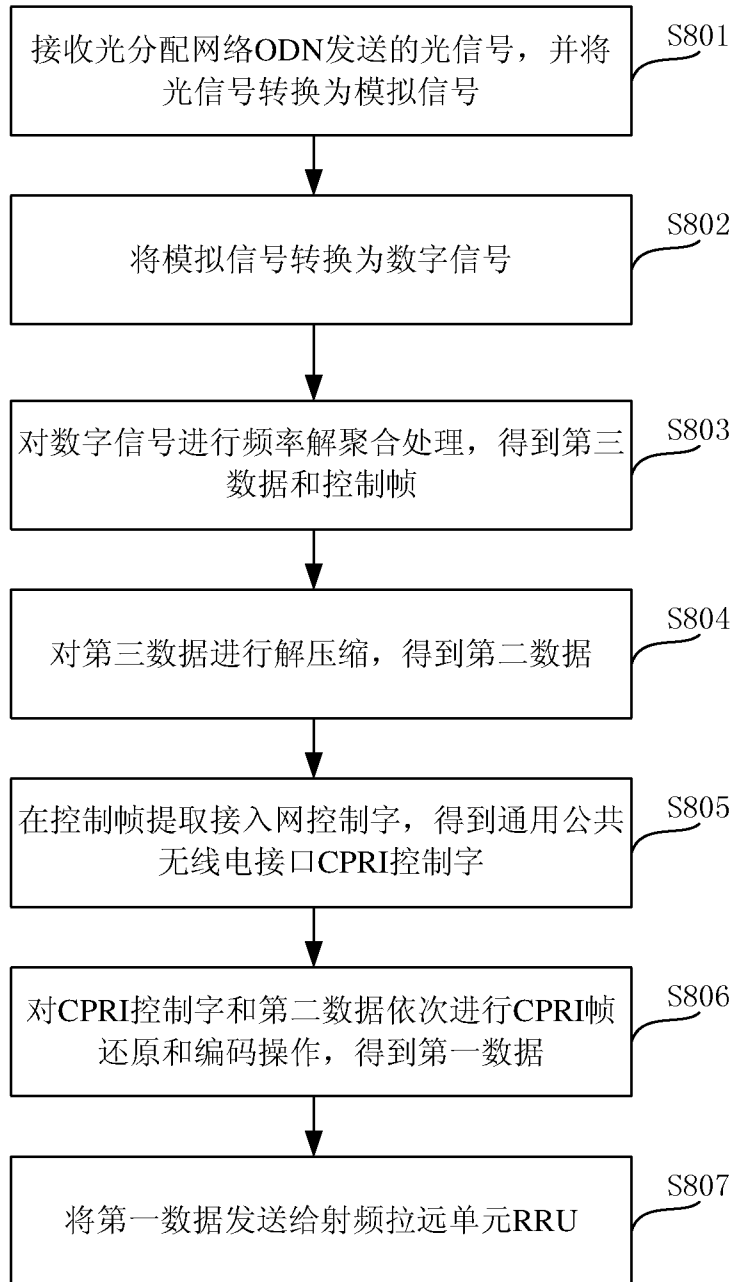 接收光分配网络ODN发送的光信号，并将
光信号转换为模拟信号
S801
将模拟信号转换为数字信号
S802
对数字信号进行频率解聚合处理，得到第三
数据和控制帧
S803
对第三数据进行解压缩，得到第二数据
S804
在控制帧提取接入网控制字，得到通用公共
无线电接口CPRI控制字
S805
对CPRI控制字和第二数据依次进行CPRI帧
还原和编码操作，得到第一数据
S806
将第一数据发送给射频拉远单元RRU
S807